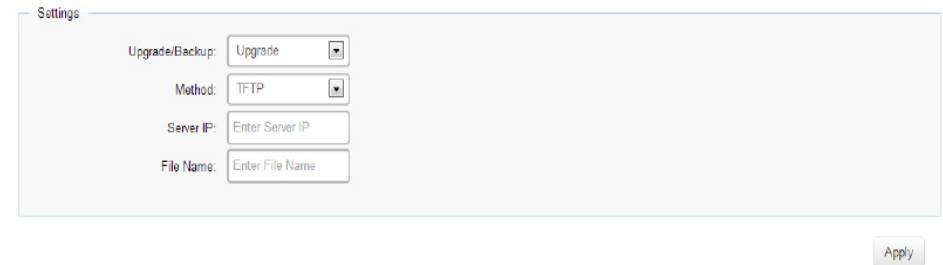 Settings
Upgrade/Backup: Upgrade
Method: TFTP
Server IP: Enter Server IP
File Name: Enter File Name
Apply